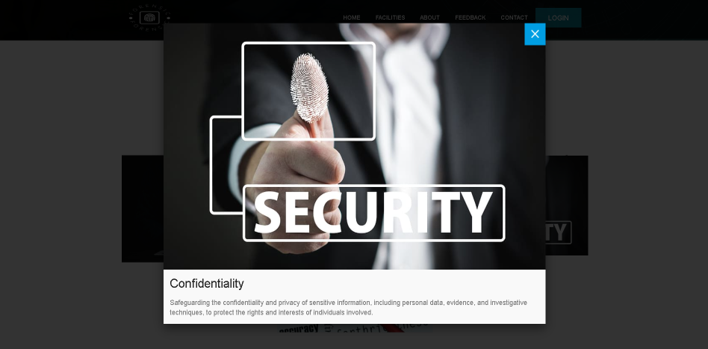 HOME FACILITIES ABOUT FEEDBACK CONTACT LOGIN
SECURITY
Confidentiality
Safeguarding the confidentiality and privacy of sensitive information, including personal data, evidence, and investigative
techniques, to protect the rights and interests of individuals involved.